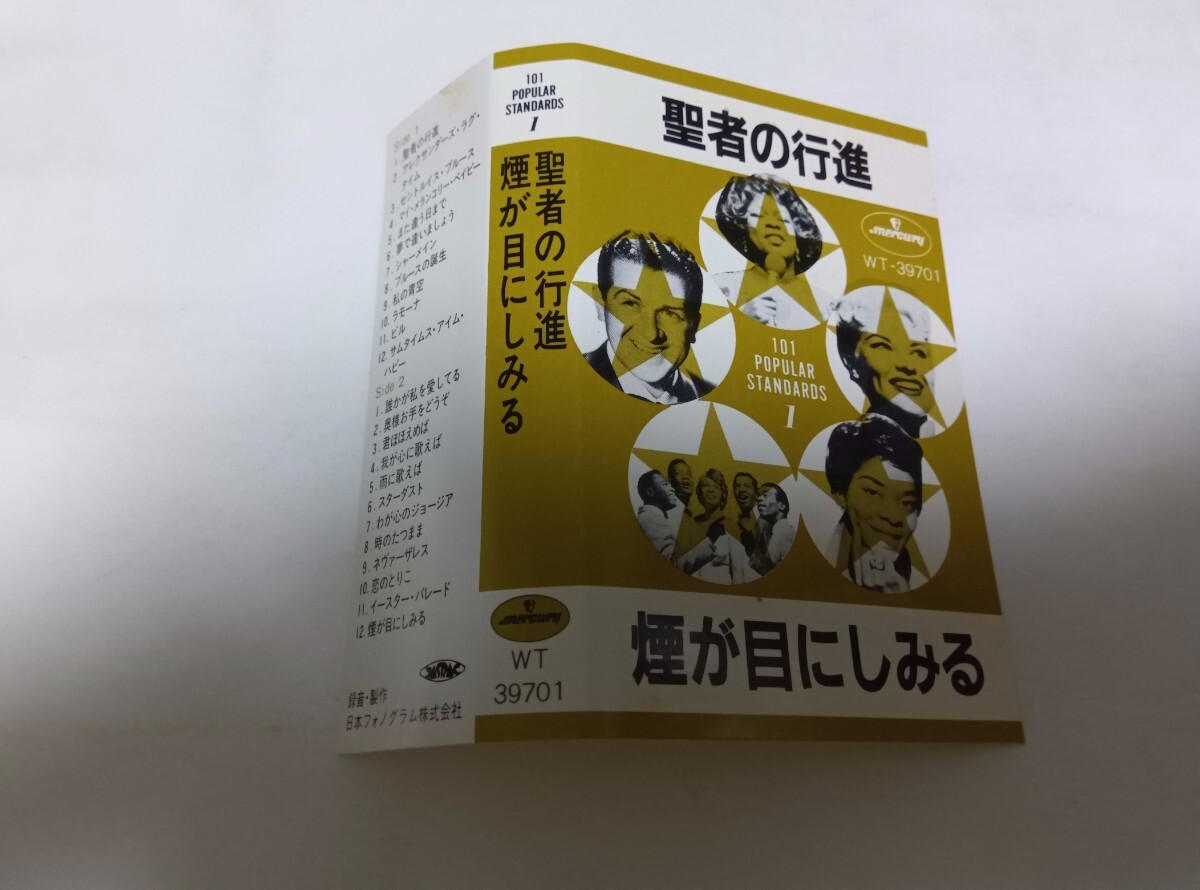 Side 1
1. 聖者の行進
2. アレクサンダーズ・ラグ・
タイム
3. セントルイス・ブルース
4. マイ・メランコリー・ベイビー
5. また逢う日まで
6. 夢で逢いましょう
7. シャーメイン
8. ブルースの誕生
9. 私の青空
10. ラモーナ
11. ビル
12. サムタイムス・アイム・
ハピー
Side 2
1. 誰かが私を愛してる
2. 奥様お手をどうぞ
3. 君ほほえめば
4. 我が心に歌えば
5. 雨に歌えば
6. スターダスト
7. わが心のジョージア
8. 時のたつまま
9. ネヴァーザレス
10. 恋のとりこ
11. イースター・パレード
12. 煙が目にしみる
JASRAC
録音・製作
日本フォノグラム株式会社
101
POPULAR
STANDARDS
1
聖者の行進
煙が目にしみる
mercury
WT
39701
聖者の行進
mercury
WT-39701
101
POPULAR
STANDARDS
1
煙が目にしみる